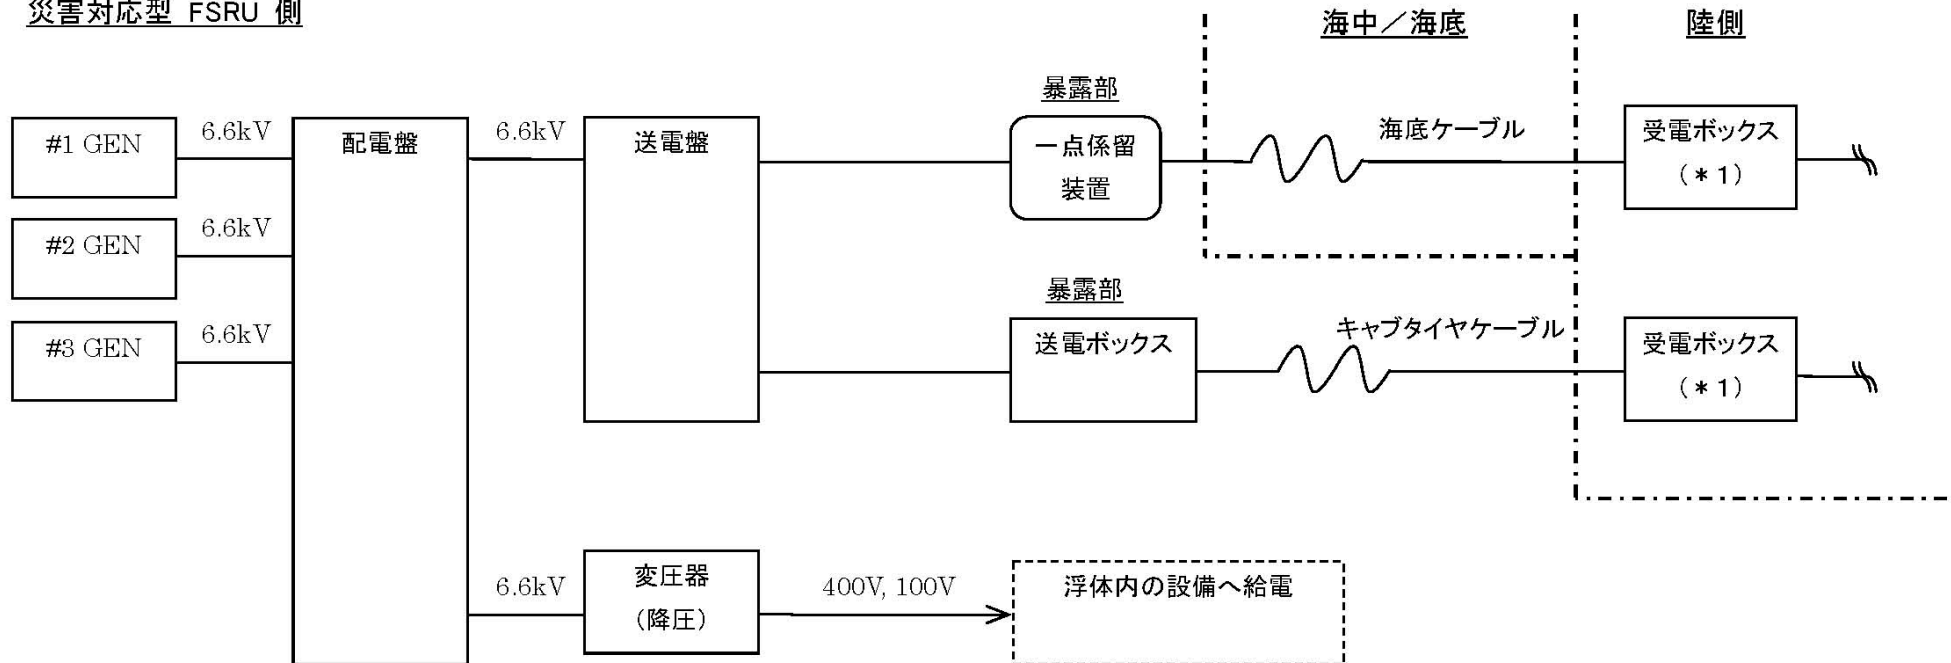 災害対応型 FSRU 側
海中／海底
陸側
暴露部
#1 GEN
6.6kV
配電盤
6.6kV
送電盤
一点係留
装置
海底ケーブル
受電ボックス
（＊１）
#2 GEN
6.6kV
暴露部
#3 GEN
6.6kV
送電ボックス
キャブタイヤケーブル
受電ボックス
（＊１）
6.6kV
変圧器
（降圧）
400V, 100V
浮体内の設備へ給電